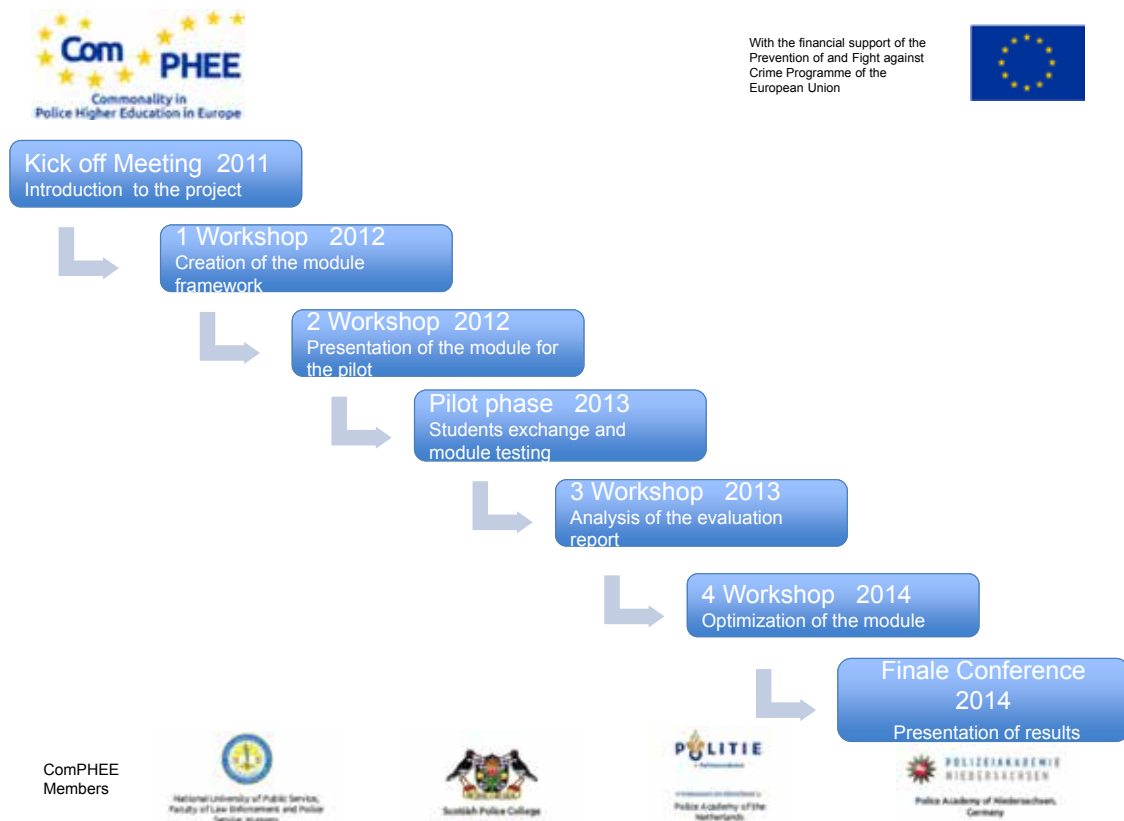 Com
PHEE
Commonality in
Police Higher Education in Europe
With the financial support of the
Prevention of and Fight against
Crime Programme of the
European Union
Kick off Meeting 2011
Introduction to the project
1 Workshop 2012
Creation of the module
framework
2 Workshop 2012
Presentation of the module for
the pilot
Pilot phase 2013
Students exchange and
module testing
3 Workshop 2013
Analysis of the evaluation
report
4 Workshop 2014
Optimization of the module
Finale Conference
2014
Presentation of results
ComPHEE
Members
National University of Public Service,
Faculty of Law Enforcement and Police
Scottish Police College
POLITIE
Police Academy of the
Netherlands
POLIZEIAKADEMIE
NIEDERSACHSEN
Police Academy of Niedersachsen,
Germany